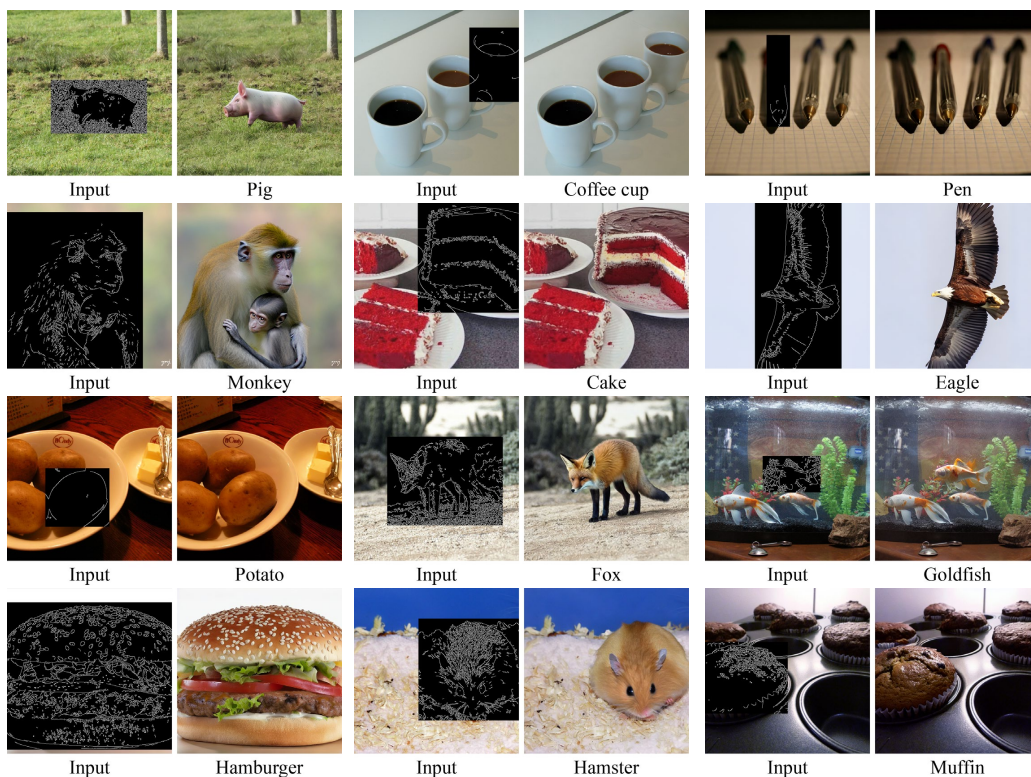 Input Pig Input Coffee cup Input Pen
Input Monkey Input Cake Input Eagle
Input Potato Input Fox Input Goldfish
Input Hamburger Input Hamster Input Muffin